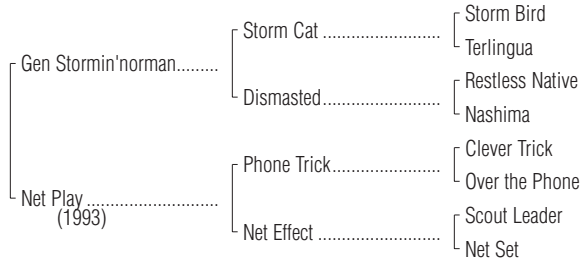 Storm Bird
Storm Cat ........................
Terlingua
Gen Stormin'norman........
Restless Native
Dismasted........................
Nashima
Clever Trick
Phone Trick......................
Over the Phone
Net Play ...........................
(1993)
Scout Leader
Net Effect .........................
Net Set